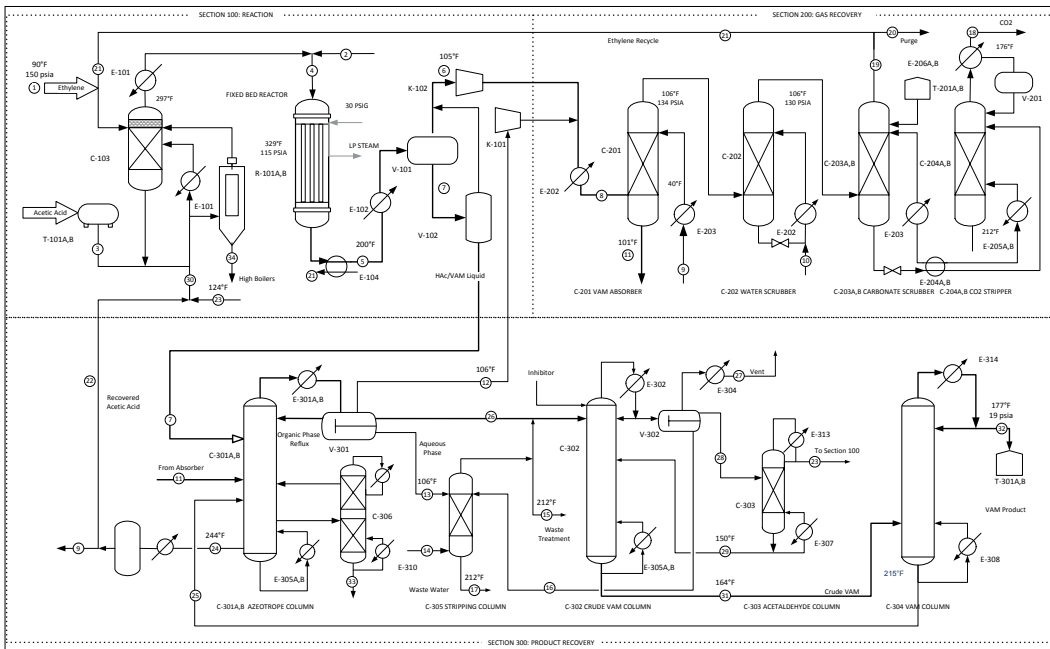 SECTION 100: REACTION
SECTION 200: GAS RECOVERY
90°F
150 psia
1
Ethylene
21
E-101
297°F
C-103
Acetic Acid
T-101A,B
3
E-101
34
High Boilers
30
124°F
23
2
4
FIXED BED REACTOR
30 PSIG
LP STEAM
329°F
115 PSIA
R-101A,B
E-102
200°F
5
21
E-104
105°F
6
K-102
K-101
V-101
7
V-102
HAc/VAM Liquid
Ethylene Recycle
21
20
Purge
18
CO2
176°F
19
E-206A,B
T-201A,B
V-201
106°F
134 PSIA
106°F
130 PSIA
C-201
C-202
C-203A,B
C-204A,B
E-202
8
40°F
E-203
E-202
E-203
212°F
E-205A,B
101°F
11
9
10
E-204A,B
C-201 VAM ABSORBER
C-202 WATER SCRUBBER
C-203A,B CARBONATE SCRUBBER
C-204A,B CO2 STRIPPER
22
Recovered
Acetic Acid
7
C-301A,B
From Absorber
11
9
244°F
24
25
E-301A,B
Organic Phase
Reflux
V-301
106°F
12
26
Aqueous
Phase
106°F
13
C-306
E-305A,B
E-310
33
14
Waste Water
212°F
17
212°F
15
Waste
Treatment
16
Inhibitor
E-302
C-302
V-302
E-304
27
Vent
28
E-313
To Section 100
23
C-303
E-307
150°F
29
E-305A,B
164°F
31
Crude VAM
E-314
177°F
19 psia
32
T-301A,B
VAM Product
E-308
215°F
C-301A,B AZEOTROPE COLUMN
C-305 STRIPPING COLUMN
C-302 CRUDE VAM COLUMN
C-303 ACETALDEHYDE COLUMN
C-304 VAM COLUMN
SECTION 300: PRODUCT RECOVERY